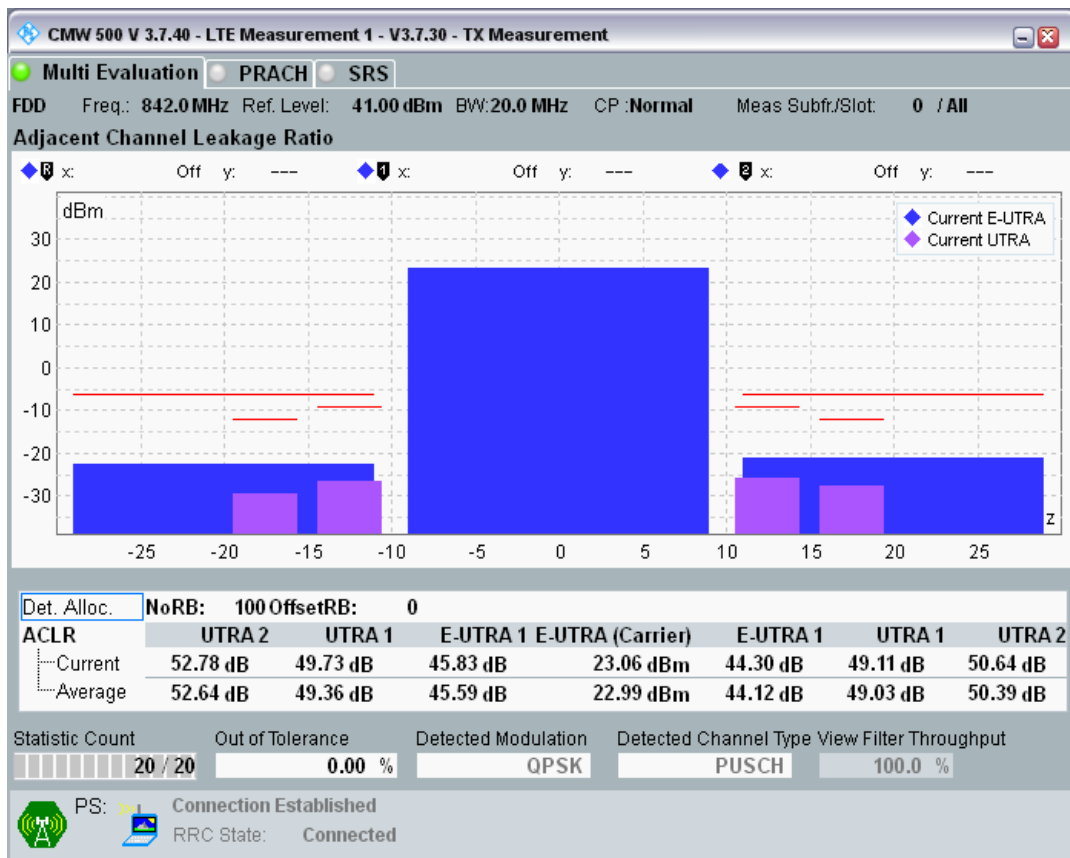 CMW 500 V 3.7.40 - LTE Measurement 1 - V3.7.30 - TX Measurement
Multi Evaluation PRACH SRS
FDD Freq.: 842.0 MHz Ref. Level: 41.00 dBm BW: 20.0 MHz CP :Normal Meas Subfr./Slot: 0 / All
Adjacent Channel Leakage Ratio
R x: Off y: --- 1 x: Off y: --- 2 x: Off y: ---
dBm
Current E-UTRA
Current UTRA
30
20
10
0
-10
-20
-30
z
-25 -20 -15 -10 -5 0 5 10 15 20 25
Det. Alloc. NoRB: 100 OffsetRB: 0
ACLR UTRA 2 UTRA 1 E-UTRA 1 E-UTRA (Carrier) E-UTRA 1 UTRA 1 UTRA 2
Current 52.78 dB 49.73 dB 45.83 dB 23.06 dBm 44.30 dB 49.11 dB 50.64 dB
Average 52.64 dB 49.36 dB 45.59 dB 22.99 dBm 44.12 dB 49.03 dB 50.39 dB
Statistic Count Out of Tolerance Detected Modulation Detected Channel Type View Filter Throughput
20 / 20 0.00 % QPSK PUSCH 100.0 %
PS: Connection Established
RRC State: Connected